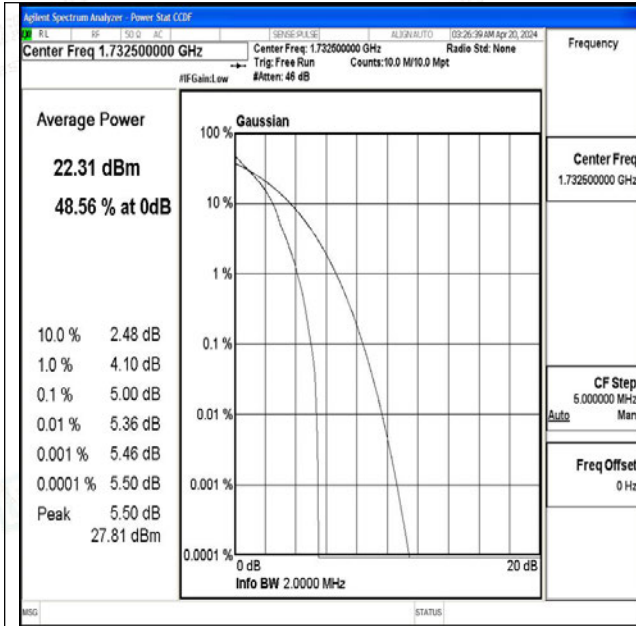 Agilent Spectrum Analyzer - Power Stat CCDF
RL RF 50 Ω AC SENSE:PULSE ALIGNAUTO 03:26:39 AM Apr 20, 2024
Center Freq 1.732500000 GHz
Center Freq: 1.732500000 GHz Radio Std: None
Trig: Free Run Counts:10.0 M/10.0 Mpt
#IFGain:Low #Atten: 46 dB
Frequency
Average Power
22.31 dBm
48.56 % at 0dB
10.0 % 2.48 dB
1.0 % 4.10 dB
0.1 % 5.00 dB
0.01 % 5.36 dB
0.001 % 5.46 dB
0.0001 % 5.50 dB
Peak 5.50 dB
27.81 dBm
Gaussian
100 %
10 %
1 %
0.1 %
0.01 %
0.001 %
0.0001 %
0 dB 20 dB
Info BW 2.0000 MHz
Center Freq
1.732500000 GHz
CF Step
5.000000 MHz
Auto Man
Freq Offset
0 Hz
MSG STATUS